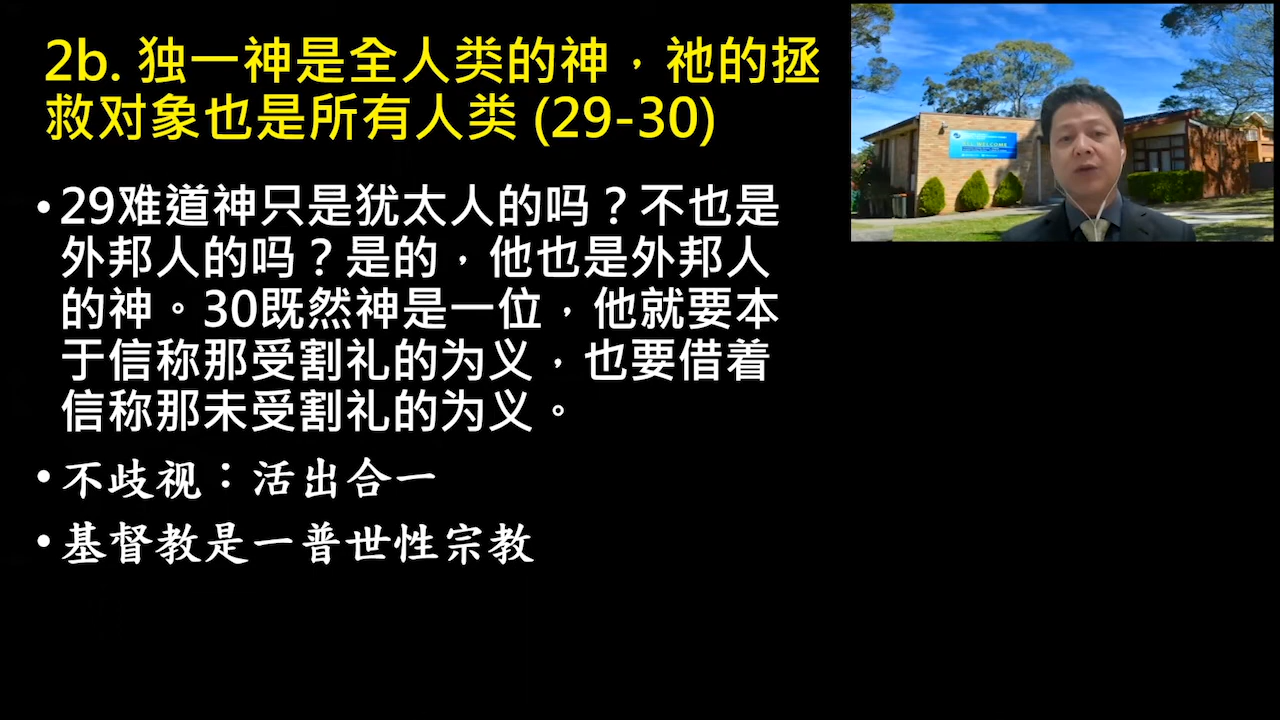 2b. 独一神是全人类的神，祂的拯
救对象也是所有人类 (29-30)
•29难道神只是犹太人的吗？不也是
外邦人的吗？是的，他也是外邦人
的神。30既然神是一位，他就要本
于信称那受割礼的为义，也要借着
信称那未受割礼的为义。
•不歧视：活出合一
•基督教是一普世性宗教
WELCOME